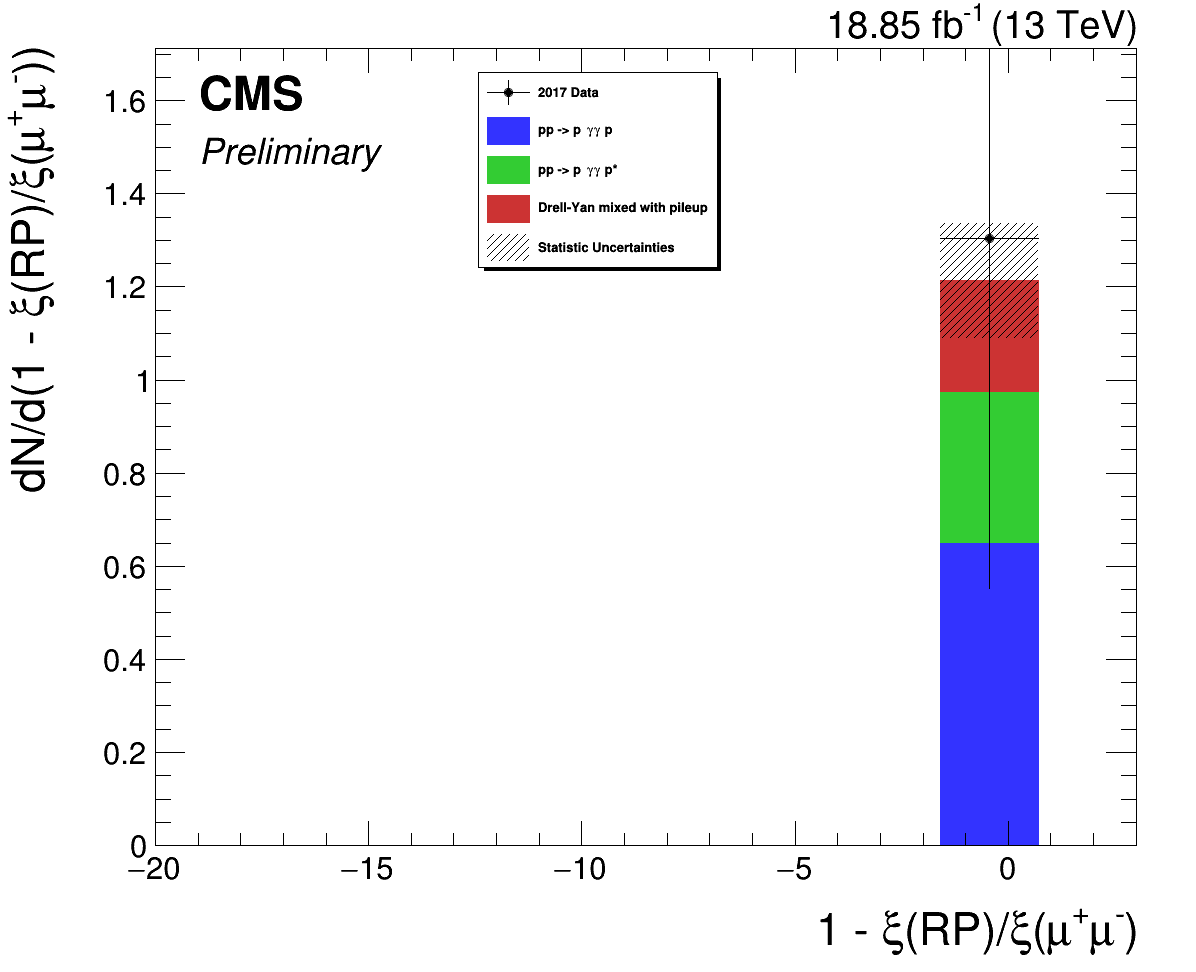 18.85 fb⁻¹ (13 TeV)
dN/d(1 - ξ(RP)/ξ(μ⁺μ⁻))
CMS
Preliminary
2017 Data
pp -> p γγ p
pp -> p γγ p*
Drell-Yan mixed with pileup
Statistic Uncertainties
1.6
1.4
1.2
1
0.8
0.6
0.4
0.2
0
−20 −15 −10 −5 0
1 - ξ(RP)/ξ(μ⁺μ⁻)